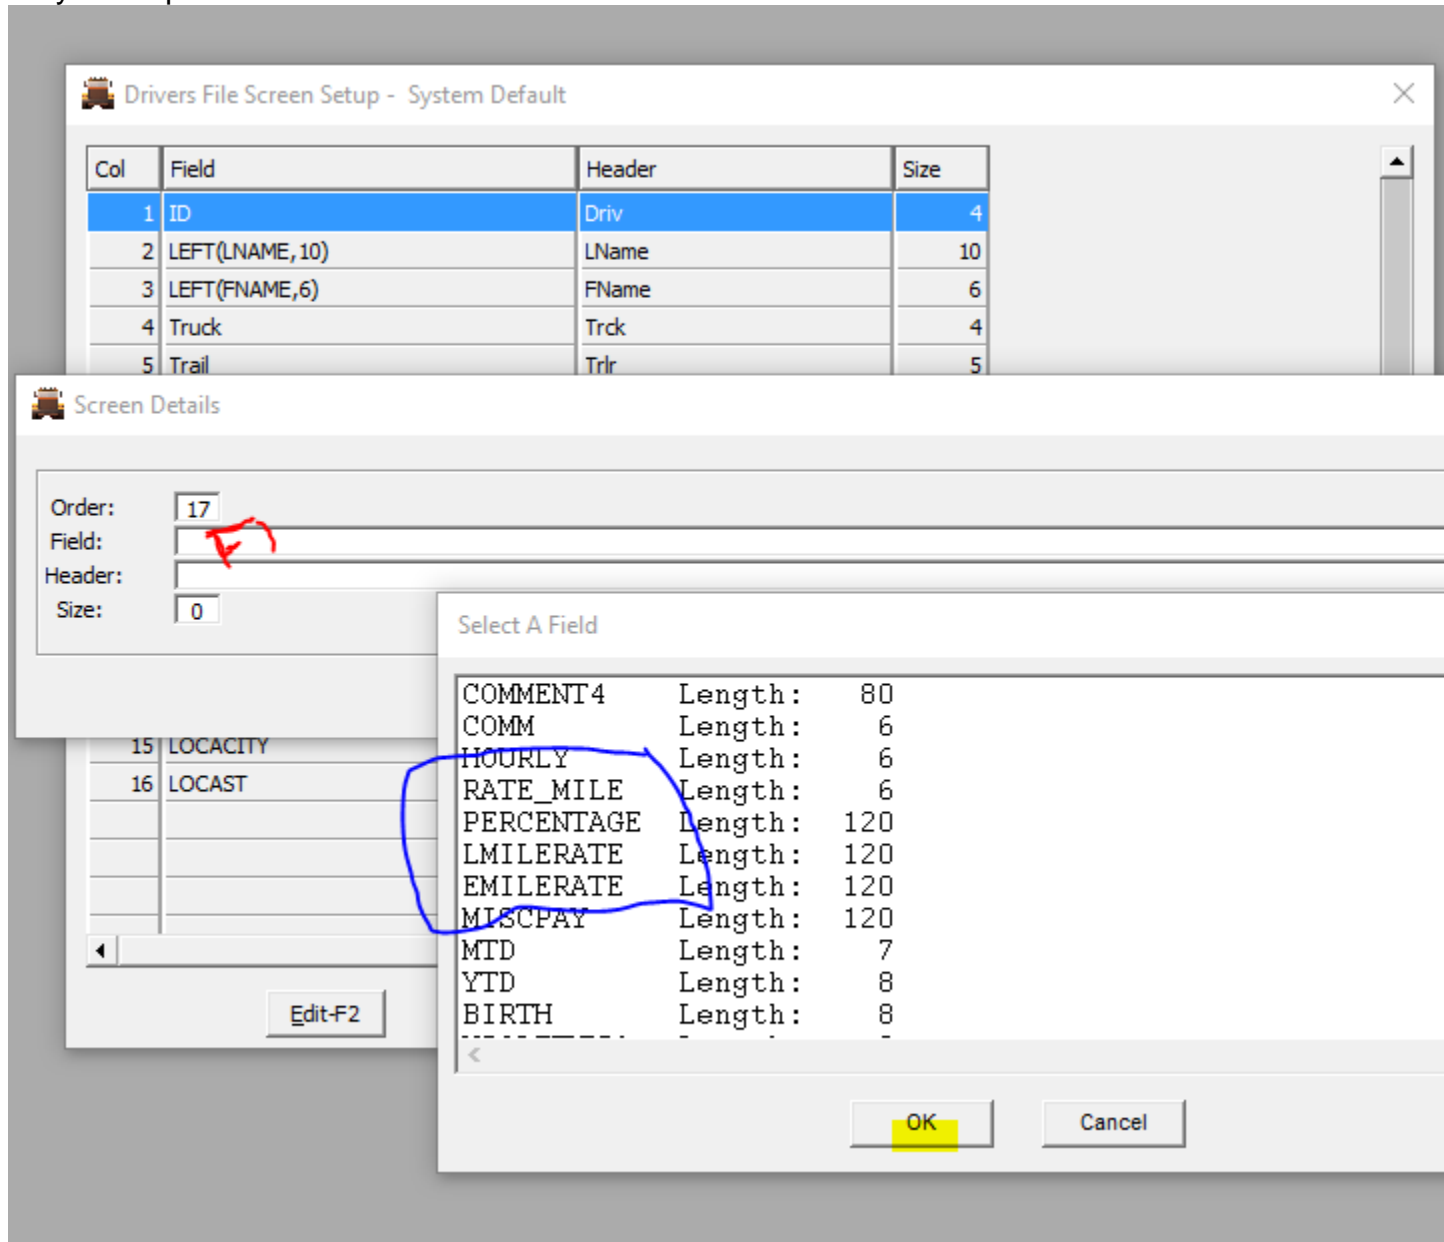 Drivers File Screen Setup - System Default
Col Field Header Size
1 ID Driv 4
2 LEFT(LNAME,10) LName 10
3 LEFT(FNAME,6) FName 6
4 Truck Trck 4
5 Trail Trlr 5
Screen Details
Order: 17
Field:
Header:
Size: 0
Select A Field
COMMENT4 Length: 80
COMM Length: 6
HOURLY Length: 6
RATE_MILE Length: 6
PERCENTAGE Length: 120
LMILERATE Length: 120
EMILERATE Length: 120
MISCPAY Length: 120
MTD Length: 7
YTD Length: 8
BIRTH Length: 8
15 LOCACITY
16 LOCAST
Edit-F2
OK Cancel